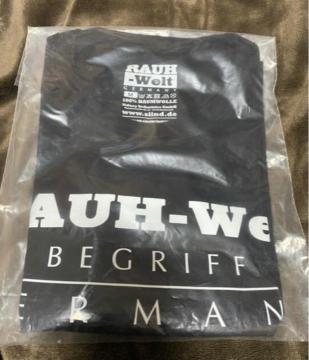 RAUH
-Welt
GERMANY
M
100% BAUMWOLLE
www.slind.de
AUH-We
BEGRIFF
ERMAN